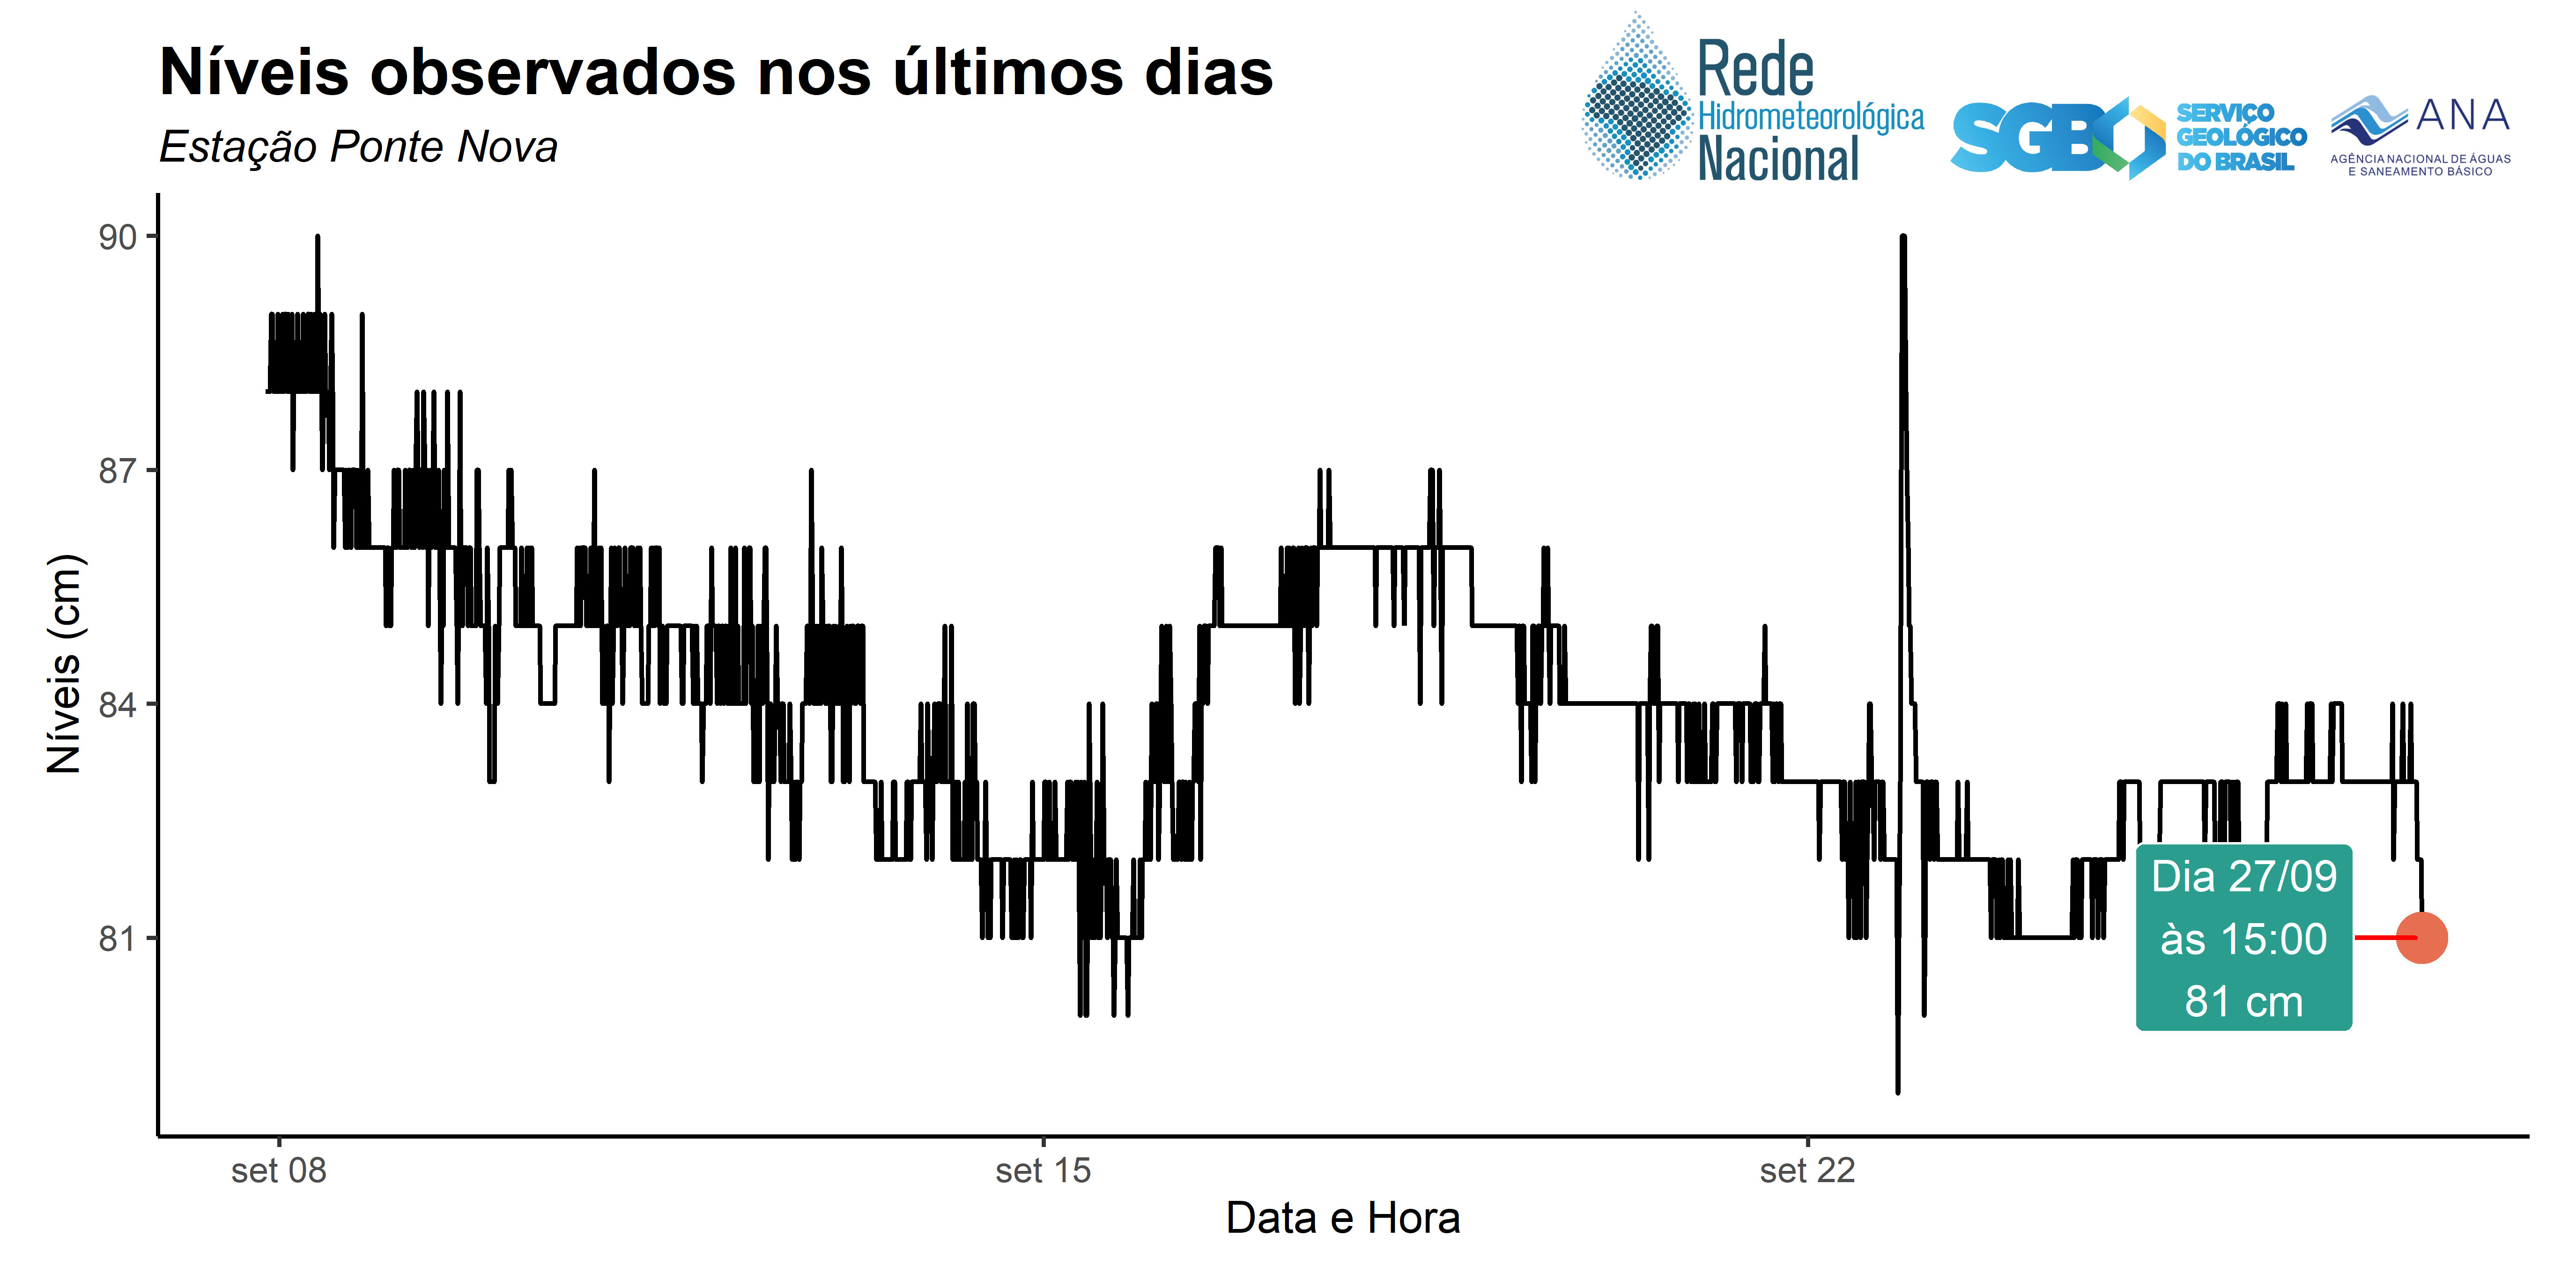 Níveis observados nos últimos dias
Estação Ponte Nova
Rede
Hidrometeorológica
Nacional
SGB
SERVIÇO
GEOLÓGICO
DO BRASIL
ANA
AGÊNCIA NACIONAL DE ÁGUAS
E SANEAMENTO BÁSICO
Níveis (cm)
90
87
84
81
Dia 27/09
às 15:00
81 cm
set 08
set 15
set 22
Data e Hora